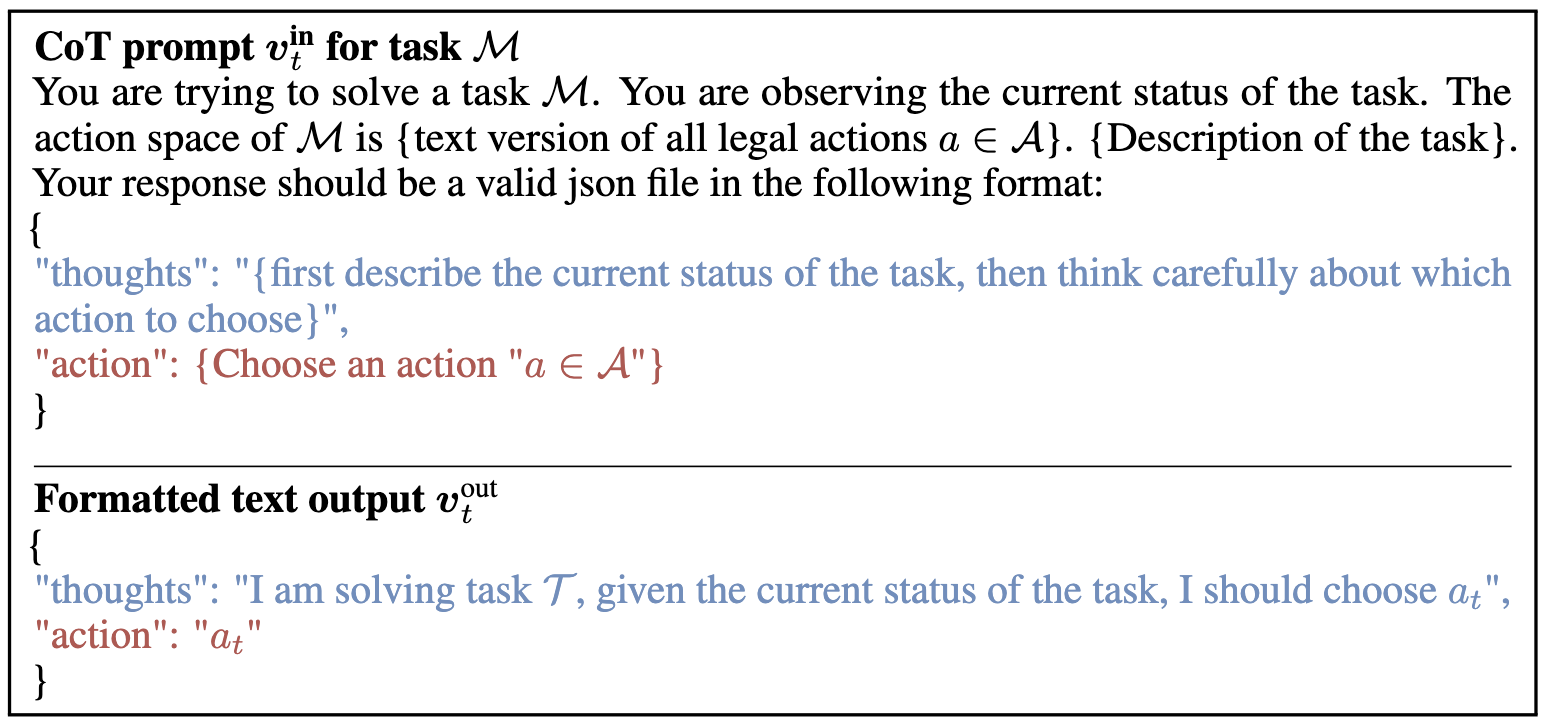 CoT prompt $v_t^{\text{in}}$ for task $\mathcal{M}$
You are trying to solve a task $\mathcal{M}$. You are observing the current status of the task. The
action space of $\mathcal{M}$ is {text version of all legal actions $a \in \mathcal{A}$}. {Description of the task}.
Your response should be a valid json file in the following format:
{
"thoughts": "{first describe the current status of the task, then think carefully about which
action to choose}",
"action": {Choose an action "$a \in \mathcal{A}$"}
}
Formatted text output $v_t^{\text{out}}$
{
"thoughts": "I am solving task $\mathcal{T}$, given the current status of the task, I should choose $a_t$",
"action": "$a_t$"
}